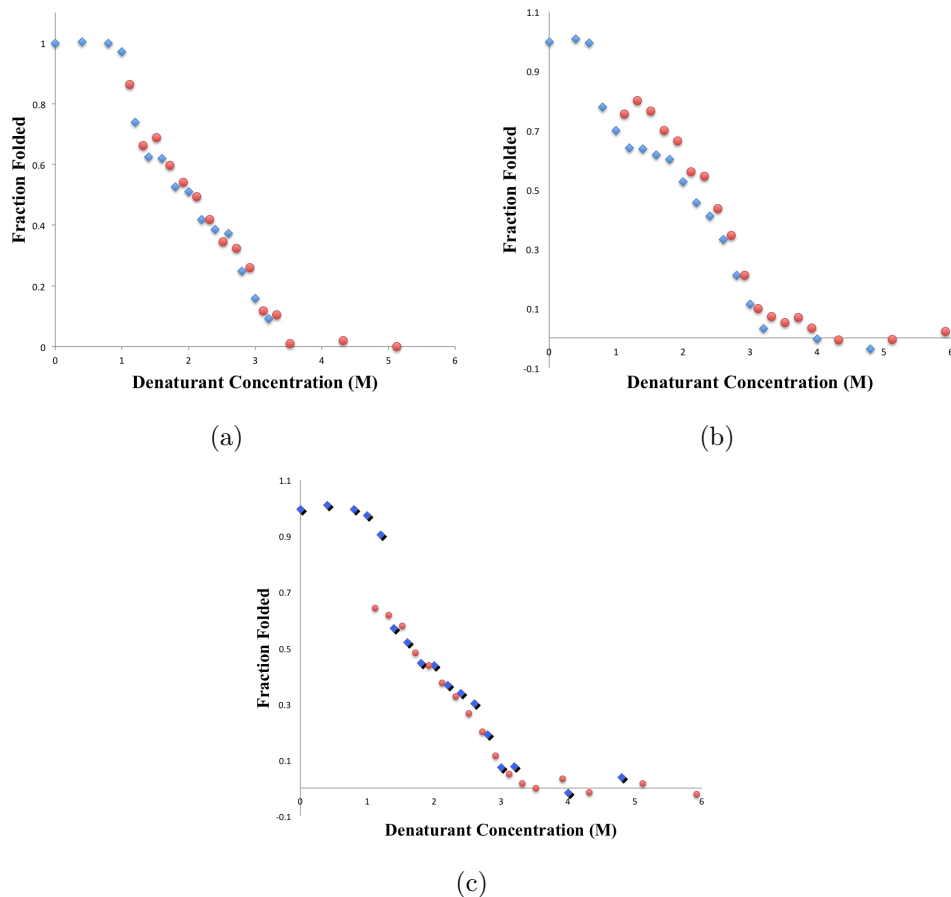 1
0.8
0.6
0.4
0.2
0
0 1 2 3 4 5 6
Fraction Folded
Denaturant Concentration (M)
(a)
1.1
0.9
0.7
0.5
0.3
0.1
-0.1
0 1 2 3 4 5 6
Fraction Folded
Denaturant Concentration (M)
(b)
1.1
0.9
0.7
0.5
0.3
0.1
-0.1
0 1 2 3 4 5 6
Fraction Folded
Denaturant Concentration (M)
(c)